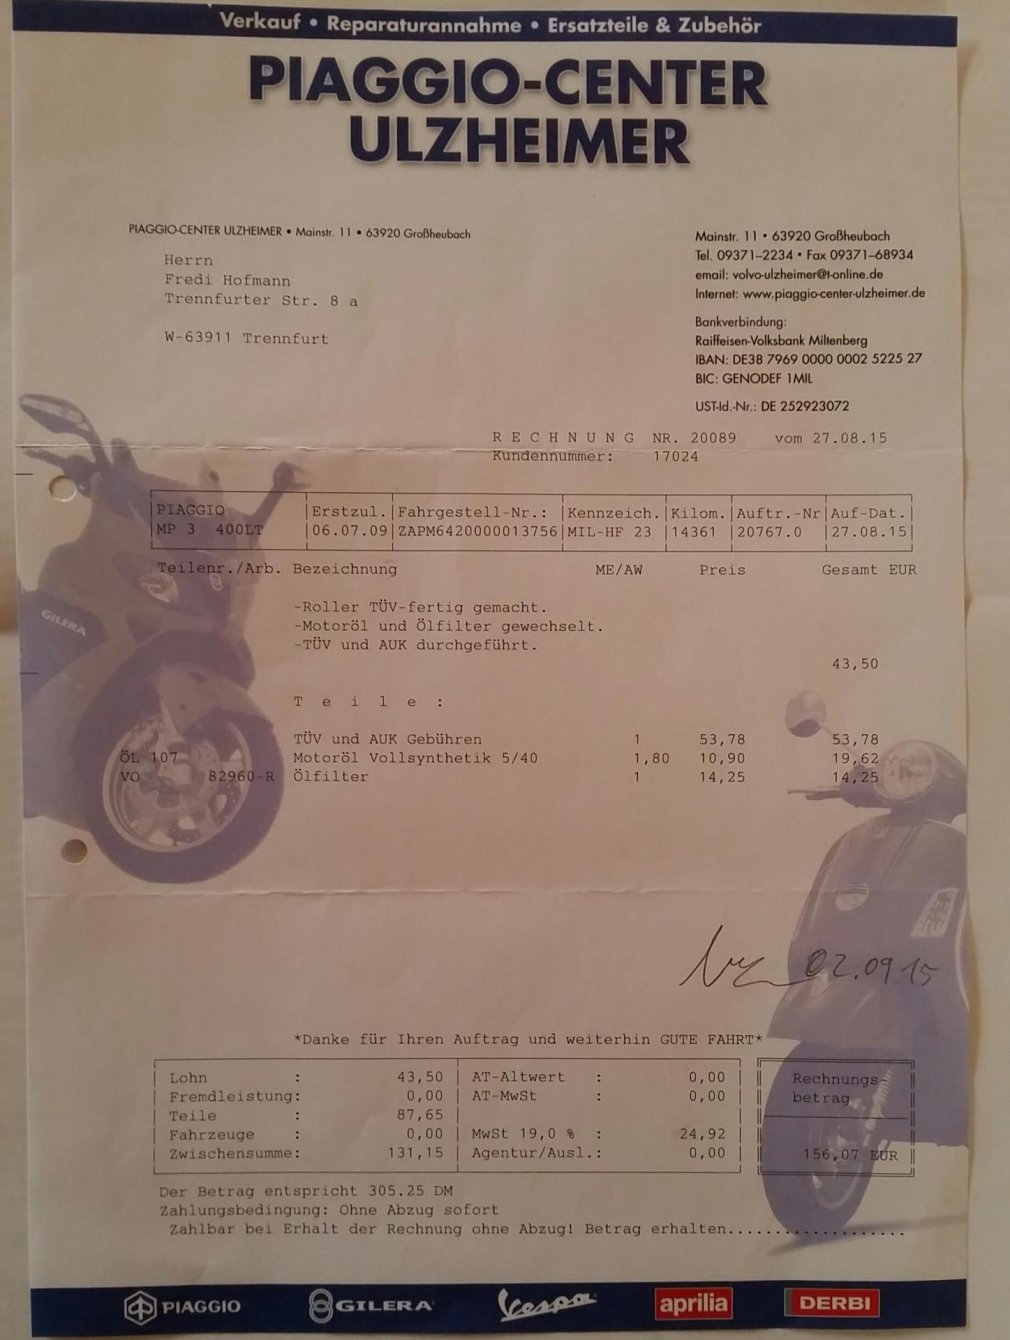 Verkauf • Reparaturannahme • Ersatzteile & Zubehör
PIAGGIO-CENTER
ULZHEIMER
PIAGGIO-CENTER ULZHEIMER • Mainstr. 11 • 63920 Großheubach
Herrn
Fredi Hofmann
Trennfurter Str. 8 a
W-63911 Trennfurt
Mainstr. 11 • 63920 Großheubach
Tel. 09371–2234 • Fax 09371–68934
email: volvo-ulzheimer@t-online.de
Internet: www.piaggio-center-ulzheimer.de
Bankverbindung:
Raiffeisen-Volksbank Miltenberg
IBAN: DE38 7969 0000 0002 5225 27
BIC: GENODEF 1MIL
UST-Id.-Nr.: DE 252923072
R E C H N U N G NR. 20089 vom 27.08.15
Kundennummer: 17024
PIAGGIO Erstzul. Fahrgestell-Nr.: Kennzeich. Kilom. Auftr.-Nr Auf-Dat.
MP 3 400LT 06.07.09 ZAPM6420000013756 MIL-HF 23 14361 20767.0 27.08.15
Teilenr./Arb. Bezeichnung ME/AW Preis Gesamt EUR
-Roller TÜV-fertig gemacht.
-Motoröl und Ölfilter gewechselt.
-TÜV und AUK durchgeführt.
43,50
T e i l e :
TÜV und AUK Gebühren 1 53,78 53,78
ÖL 107 Motoröl Vollsynthetik 5/40 1,80 10,90 19,62
VO 82960-R Ölfilter 1 14,25 14,25
GILERA
02.09.15
*Danke für Ihren Auftrag und weiterhin GUTE FAHRT*
Lohn : 43,50 AT-Altwert : 0,00 Rechnungs-
Fremdleistung: 0,00 AT-MwSt : 0,00 betrag
Teile : 87,65
Fahrzeuge : 0,00 MwSt 19,0 % : 24,92
Zwischensumme: 131,15 Agentur/Ausl.: 0,00 156,07 EUR
Der Betrag entspricht 305.25 DM
Zahlungsbedingung: Ohne Abzug sofort
Zahlbar bei Erhalt der Rechnung ohne Abzug! Betrag erhalten...................
PIAGGIO GILERA Vespa aprilia DERBI